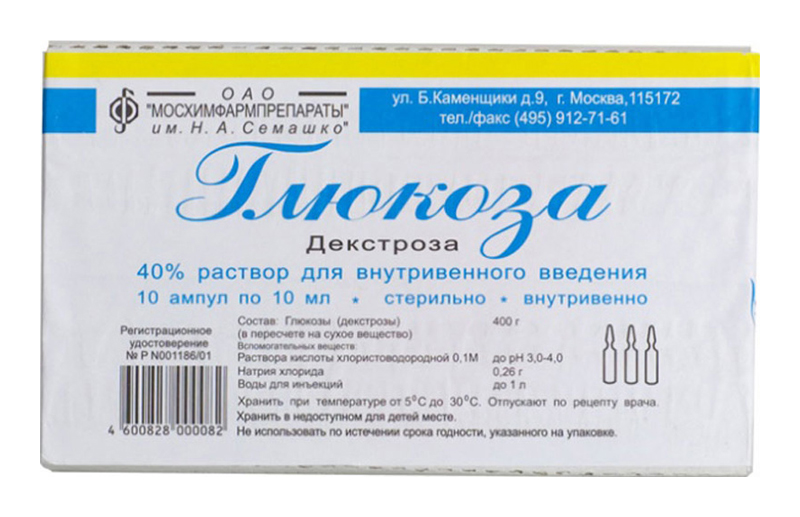 ОАО
"МОСХИМФАРМПРЕПАРАТЫ"
им. Н. А. Семашко"
ул. Б.Каменщики д.9, г. Москва,115172
тел./факс (495) 912-71-61
Глюкоза
Декстроза
40% раствор для внутривенного введения
10 ампул по 10 мл * стерильно * внутривенно
Регистрационное
удостоверение
№ Р N001186/01
4 600828 000082
Состав: Глюкозы (декстрозы) 400 г
(в пересчете на сухое вещество)
Вспомогательных веществ:
Раствора кислоты хлористоводородной 0,1М до рН 3,0-4,0
Натрия хлорида 0,26 г
Воды для инъекций до 1 л
Хранить при температуре от 5°С до 30°С. Отпускают по рецепту врача.
Хранить в недоступном для детей месте.
Не использовать по истечении срока годности, указанного на упаковке.